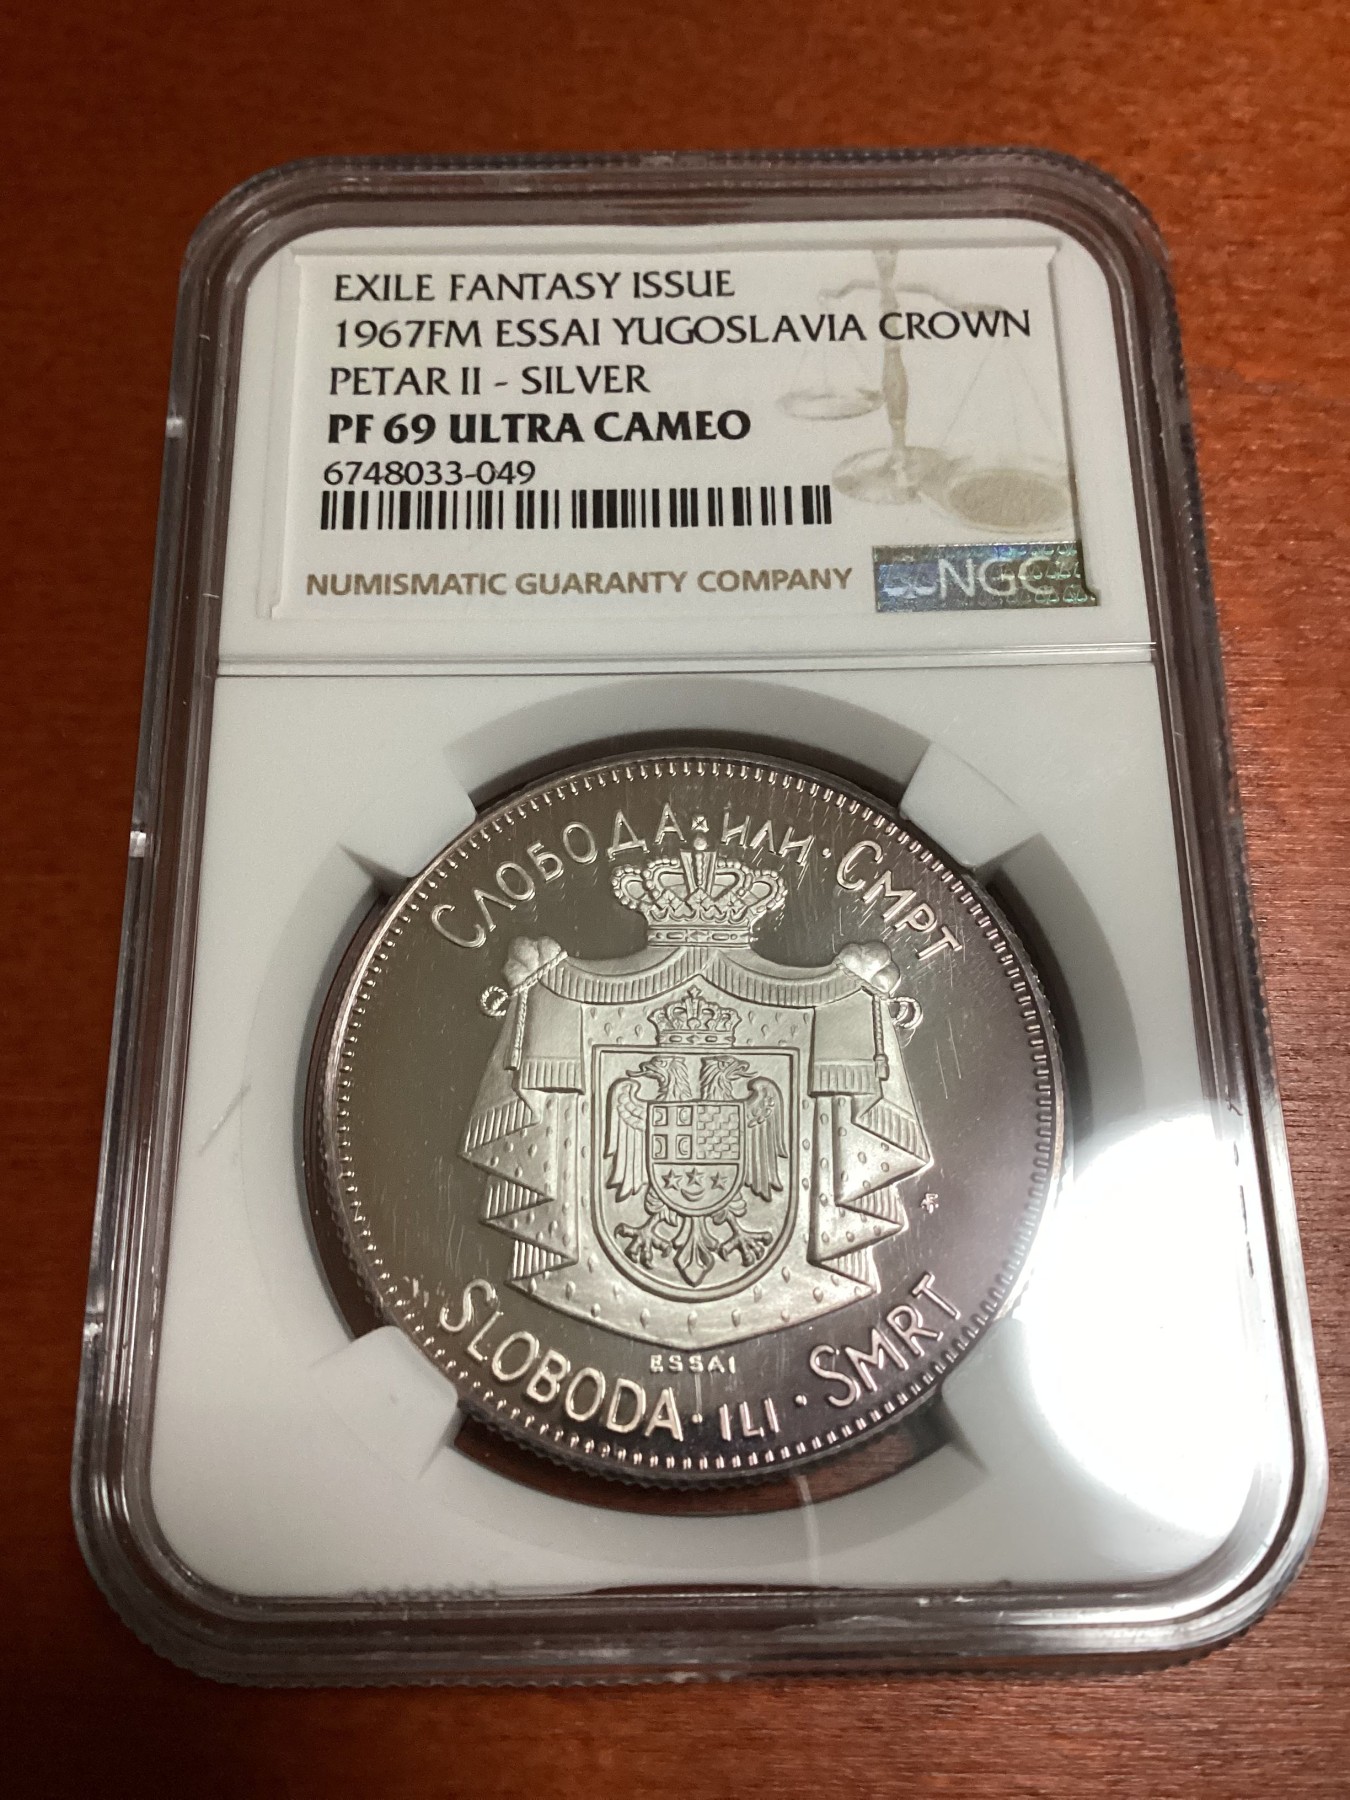 EXILE FANTASY ISSUE
1967FM ESSAI YUGOSLAVIA CROWN
PETAR II - SILVER
PF 69 ULTRA CAMEO
6748033-049
NUMISMATIC GUARANTY COMPANY
NGC
СЛОБОДА · ИЛИ · СМРТ
ESSAI
SLOBODA · ILI · SMRT